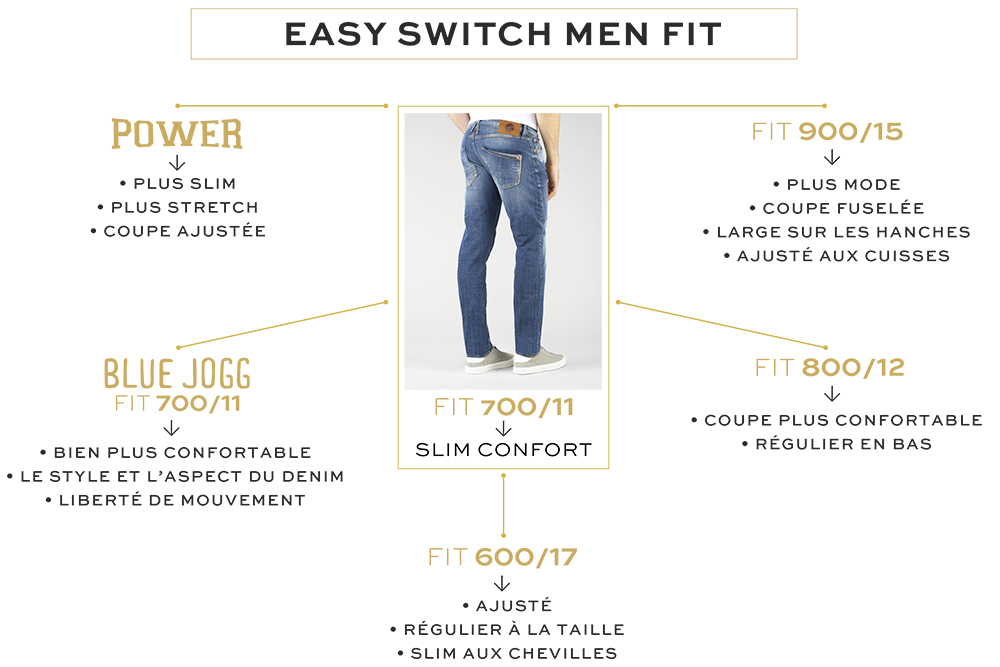 EASY SWITCH MEN FIT
POWER
• PLUS SLIM
• PLUS STRETCH
• COUPE AJUSTÉE
BLUE JOGG
FIT 700/11
• BIEN PLUS CONFORTABLE
• LE STYLE ET L'ASPECT DU DENIM
• LIBERTÉ DE MOUVEMENT
FIT 700/11
SLIM CONFORT
FIT 600/17
• AJUSTÉ
• RÉGULIER À LA TAILLE
• SLIM AUX CHEVILLES
FIT 900/15
• PLUS MODE
• COUPE FUSELÉE
• LARGE SUR LES HANCHES
• AJUSTÉ AUX CUISSES
FIT 800/12
• COUPE PLUS CONFORTABLE
• RÉGULIER EN BAS